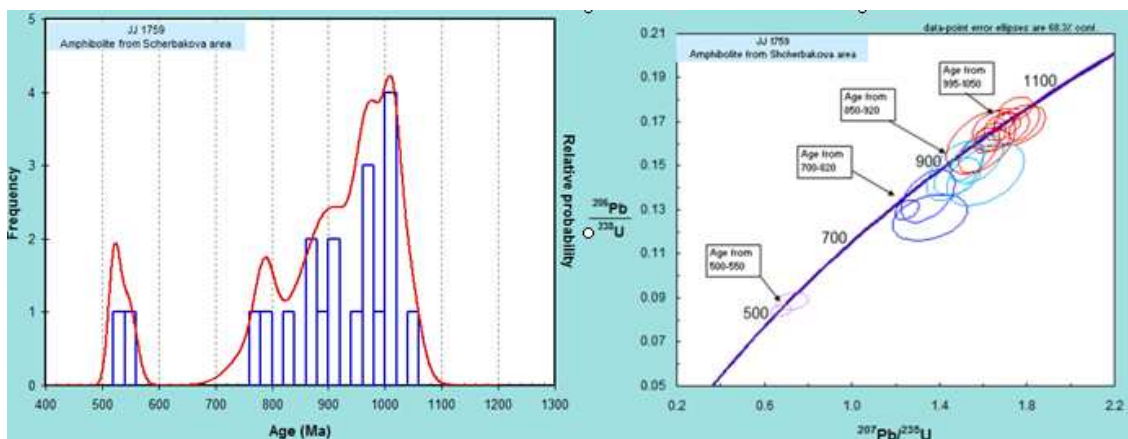 JJ 1759
Amphibolite from Scherbakova area
Frequency
5
4
3
2
1
0
400 500 600 700 800 900 1000 1100 1200 1300
Age (Ma)
Relative probability
data-point error ellipses are 68.3% conf.
JJ 1759
Amphibolite from Shcherbakova area
²⁰⁶Pb
²³⁸U
0.21
0.19
0.17
0.15
0.13
0.11
0.09
0.07
0.05
Age from
995-1050
1100
Age from
850-920
900
Age from
700-820
700
Age from
500-550
500
0.2 0.6 1.0 1.4 1.8 2.2
²⁰⁷Pb/²³⁵U